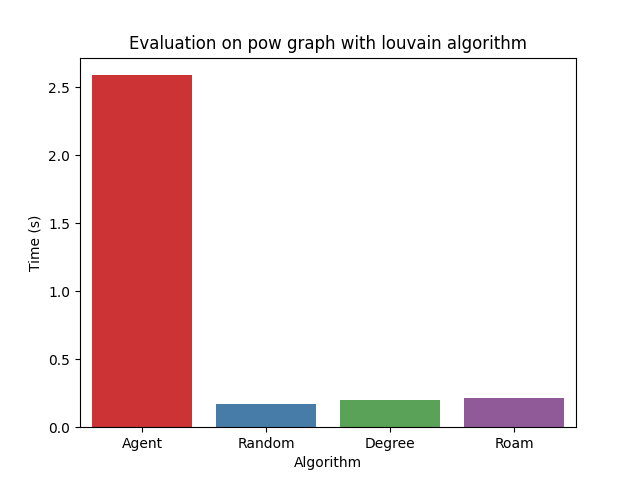 Evaluation on pow graph with louvain algorithm
2.5
2.0
1.5
1.0
0.5
0.0
Time (s)
Agent Random Degree Roam
Algorithm